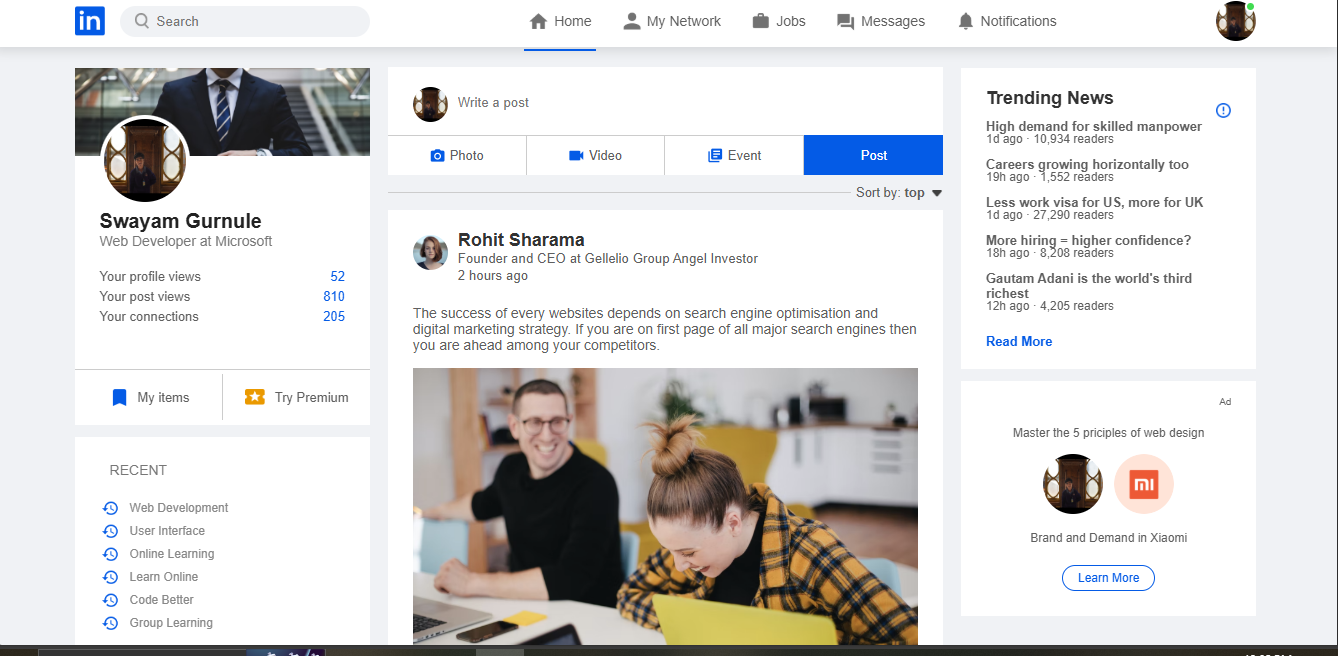 in
Search
Home
My Network
Jobs
Messages
Notifications
Swayam Gurnule
Web Developer at Microsoft
Your profile views 52
Your post views 810
Your connections 205
My items
Try Premium
RECENT
Web Development
User Interface
Online Learning
Learn Online
Code Better
Group Learning
Write a post
Photo
Video
Event
Post
Sort by: top
Rohit Sharama
Founder and CEO at Gellelio Group Angel Investor
2 hours ago
The success of every websites depends on search engine optimisation and
digital marketing strategy. If you are on first page of all major search engines then
you are ahead among your competitors.
Trending News
High demand for skilled manpower
1d ago · 10,934 readers
Careers growing horizontally too
19h ago · 1,552 readers
Less work visa for US, more for UK
1d ago · 27,290 readers
More hiring = higher confidence?
18h ago · 8,208 readers
Gautam Adani is the world's third
richest
12h ago · 4,205 readers
Read More
Ad
Master the 5 priciples of web design
mi
Brand and Demand in Xiaomi
Learn More